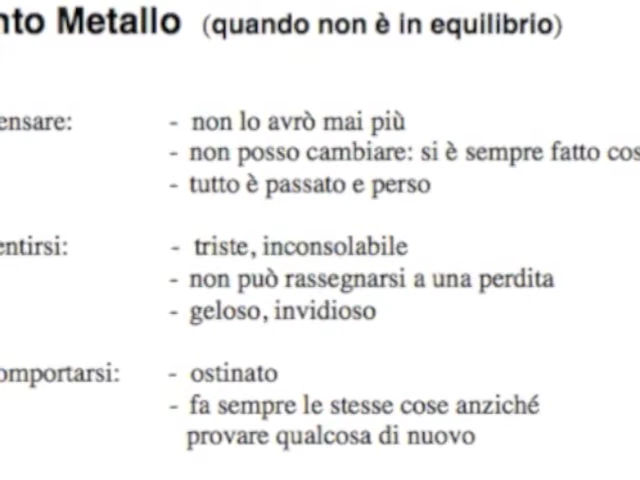 nto Metallo (quando non è in equilibrio)
ensare: - non lo avrò mai più
- non posso cambiare: si è sempre fatto cos
- tutto è passato e perso
entirsi: - triste, inconsolabile
- non può rassegnarsi a una perdita
- geloso, invidioso
omportarsi: - ostinato
- fa sempre le stesse cose anziché
provare qualcosa di nuovo